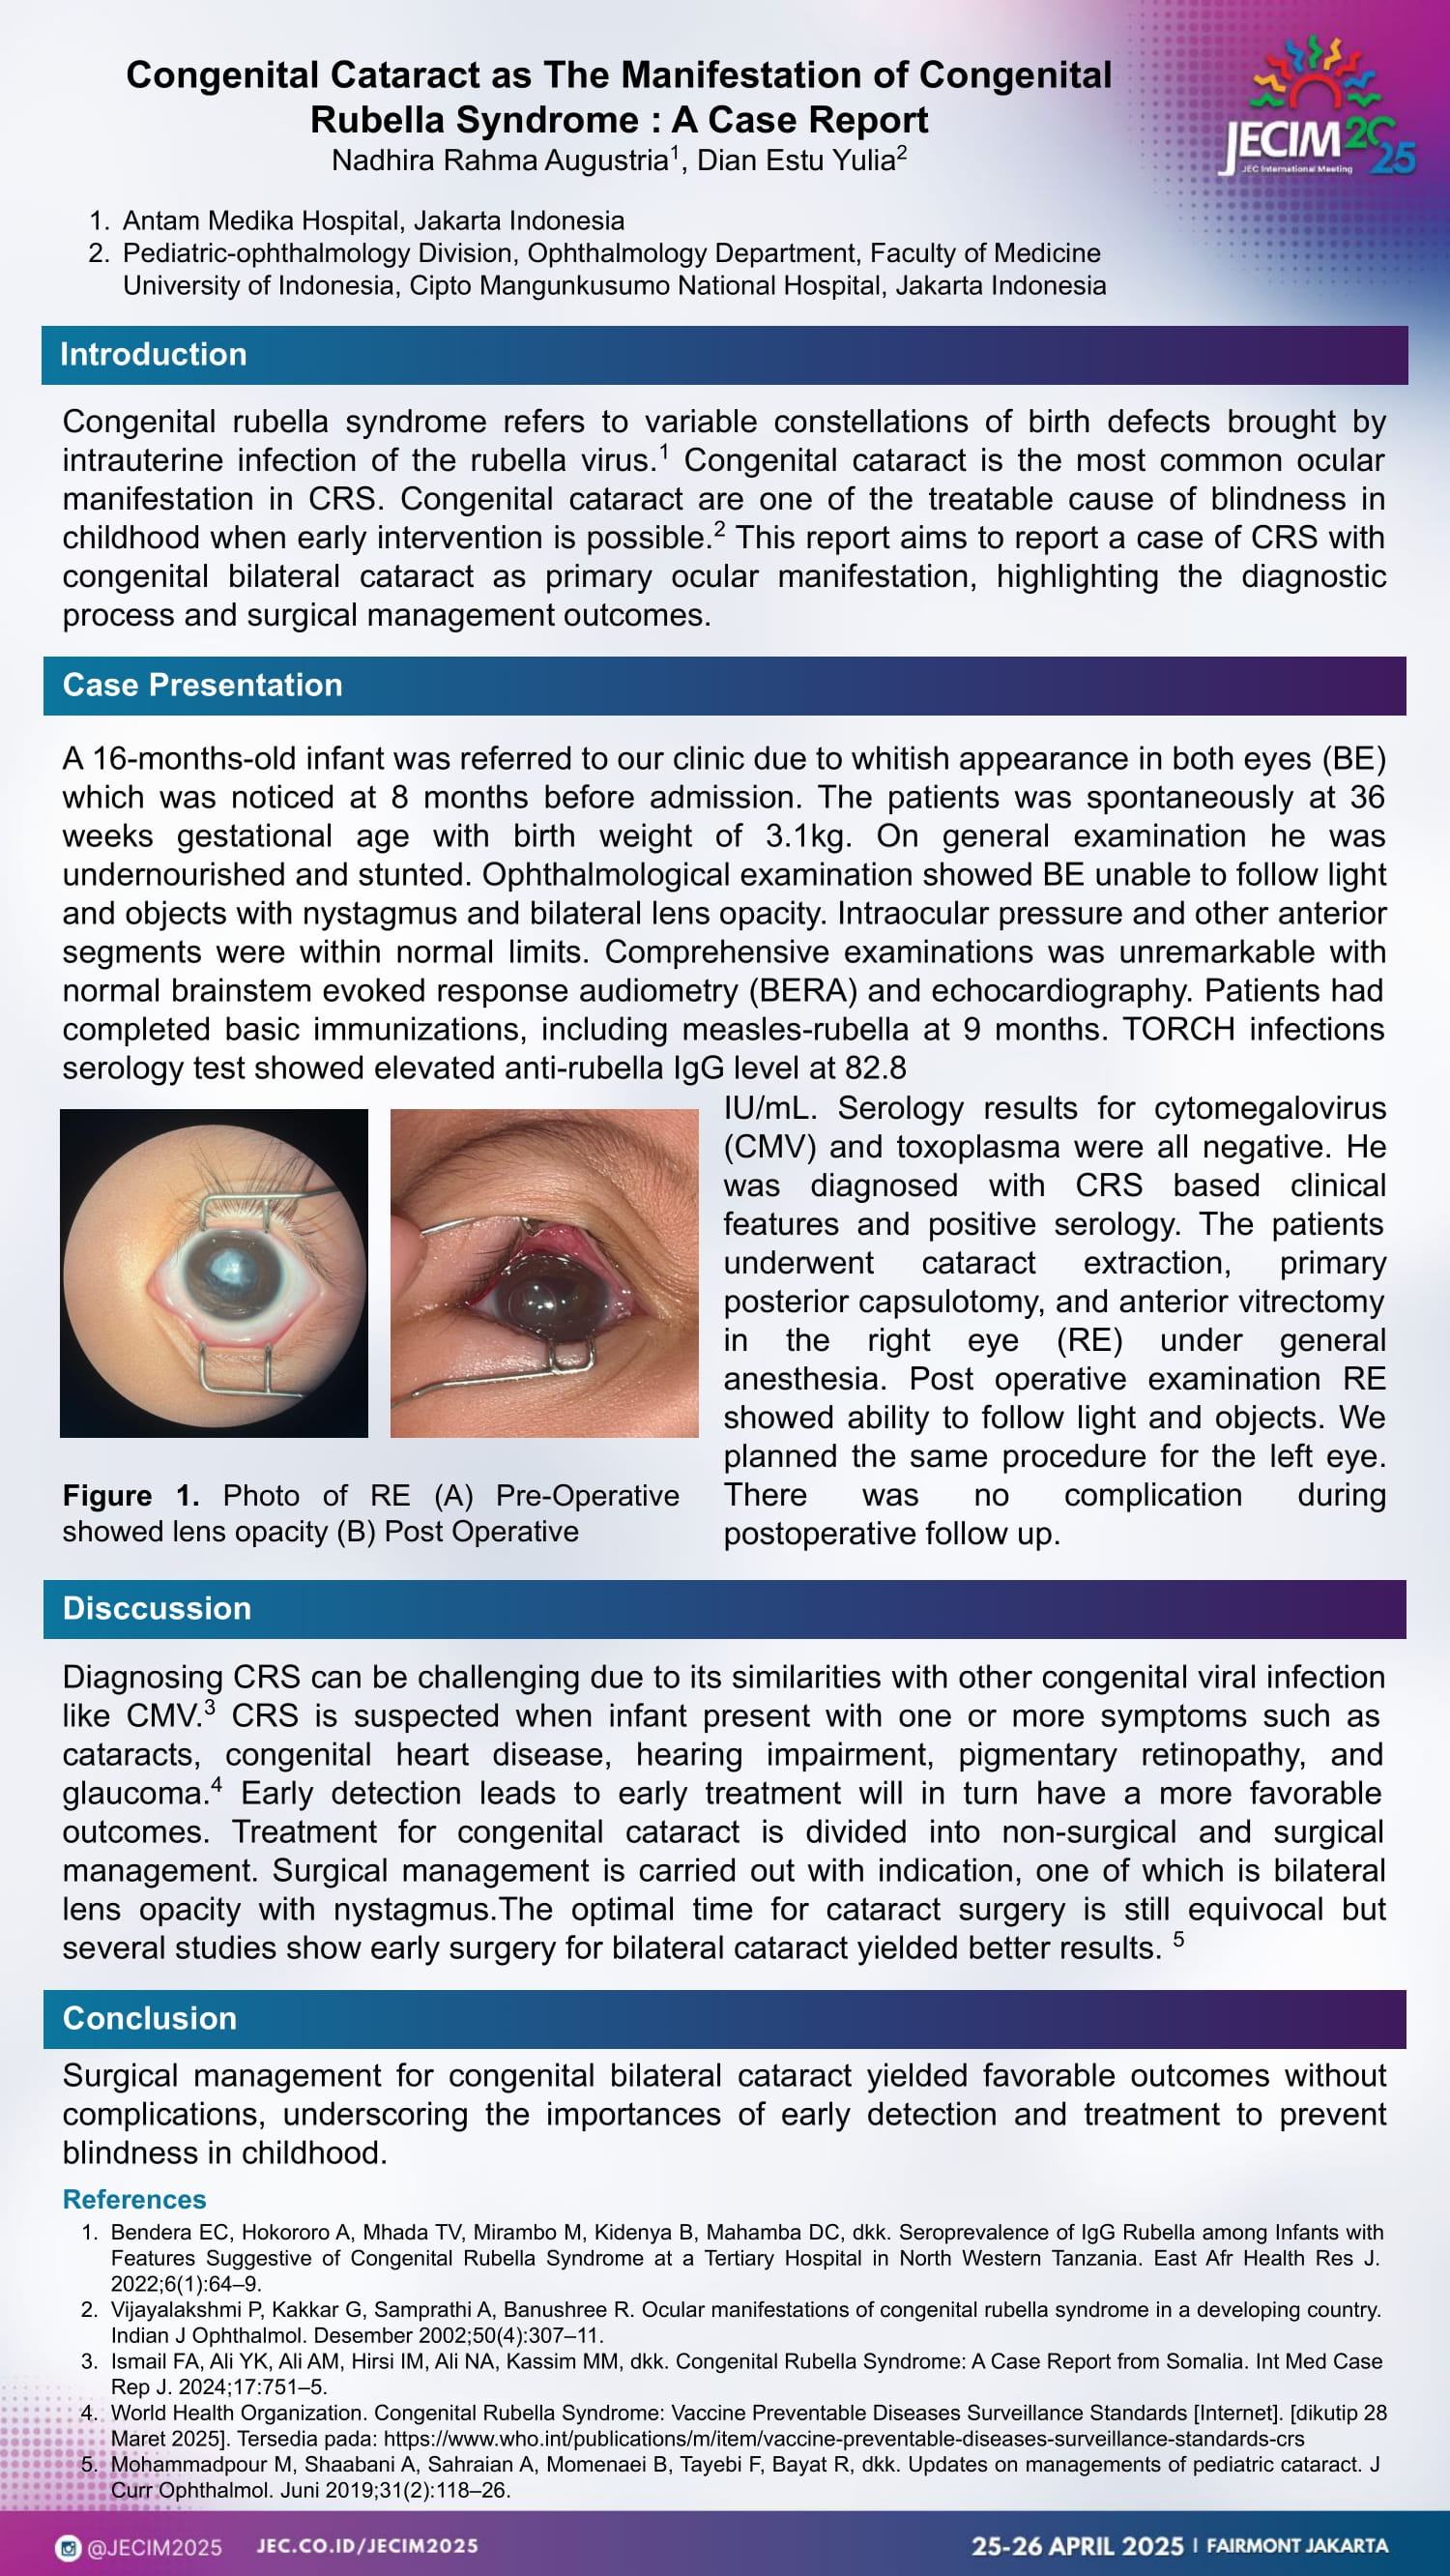 Congenital Cataract as The Manifestation of Congenital
Rubella Syndrome : A Case Report
Nadhira Rahma Augustria¹, Dian Estu Yulia²
JECIM 2025
JEC International Meeting
1. Antam Medika Hospital, Jakarta Indonesia
2. Pediatric-ophthalmology Division, Ophthalmology Department, Faculty of Medicine
University of Indonesia, Cipto Mangunkusumo National Hospital, Jakarta Indonesia
Introduction
Congenital rubella syndrome refers to variable constellations of birth defects brought by
intrauterine infection of the rubella virus.¹ Congenital cataract is the most common ocular
manifestation in CRS. Congenital cataract are one of the treatable cause of blindness in
childhood when early intervention is possible.² This report aims to report a case of CRS with
congenital bilateral cataract as primary ocular manifestation, highlighting the diagnostic
process and surgical management outcomes.
Case Presentation
A 16-months-old infant was referred to our clinic due to whitish appearance in both eyes (BE)
which was noticed at 8 months before admission. The patients was spontaneously at 36
weeks gestational age with birth weight of 3.1kg. On general examination he was
undernourished and stunted. Ophthalmological examination showed BE unable to follow light
and objects with nystagmus and bilateral lens opacity. Intraocular pressure and other anterior
segments were within normal limits. Comprehensive examinations was unremarkable with
normal brainstem evoked response audiometry (BERA) and echocardiography. Patients had
completed basic immunizations, including measles-rubella at 9 months. TORCH infections
serology test showed elevated anti-rubella IgG level at 82.8
IU/mL. Serology results for cytomegalovirus
(CMV) and toxoplasma were all negative. He
was diagnosed with CRS based clinical
features and positive serology. The patients
underwent cataract extraction, primary
posterior capsulotomy, and anterior vitrectomy
in the right eye (RE) under general
anesthesia. Post operative examination RE
showed ability to follow light and objects. We
planned the same procedure for the left eye.
There was no complication during
postoperative follow up.
Figure 1. Photo of RE (A) Pre-Operative
showed lens opacity (B) Post Operative
Disccussion
Diagnosing CRS can be challenging due to its similarities with other congenital viral infection
like CMV.³ CRS is suspected when infant present with one or more symptoms such as
cataracts, congenital heart disease, hearing impairment, pigmentary retinopathy, and
glaucoma.⁴ Early detection leads to early treatment will in turn have a more favorable
outcomes. Treatment for congenital cataract is divided into non-surgical and surgical
management. Surgical management is carried out with indication, one of which is bilateral
lens opacity with nystagmus.The optimal time for cataract surgery is still equivocal but
several studies show early surgery for bilateral cataract yielded better results. ⁵
Conclusion
Surgical management for congenital bilateral cataract yielded favorable outcomes without
complications, underscoring the importances of early detection and treatment to prevent
blindness in childhood.
References
1. Bendera EC, Hokororo A, Mhada TV, Mirambo M, Kidenya B, Mahamba DC, dkk. Seroprevalence of IgG Rubella among Infants with
Features Suggestive of Congenital Rubella Syndrome at a Tertiary Hospital in North Western Tanzania. East Afr Health Res J.
2022;6(1):64–9.
2. Vijayalakshmi P, Kakkar G, Samprathi A, Banushree R. Ocular manifestations of congenital rubella syndrome in a developing country.
Indian J Ophthalmol. Desember 2002;50(4):307–11.
3. Ismail FA, Ali YK, Ali AM, Hirsi IM, Ali NA, Kassim MM, dkk. Congenital Rubella Syndrome: A Case Report from Somalia. Int Med Case
Rep J. 2024;17:751–5.
4. World Health Organization. Congenital Rubella Syndrome: Vaccine Preventable Diseases Surveillance Standards [Internet]. [dikutip 28
Maret 2025]. Tersedia pada: https://www.who.int/publications/m/item/vaccine-preventable-diseases-surveillance-standards-crs
5. Mohammadpour M, Shaabani A, Sahraian A, Momenaei B, Tayebi F, Bayat R, dkk. Updates on managements of pediatric cataract. J
Curr Ophthalmol. Juni 2019;31(2):118–26.
@JECIM2025 JEC.CO.ID/JECIM2025 25-26 APRIL 2025 | FAIRMONT JAKARTA